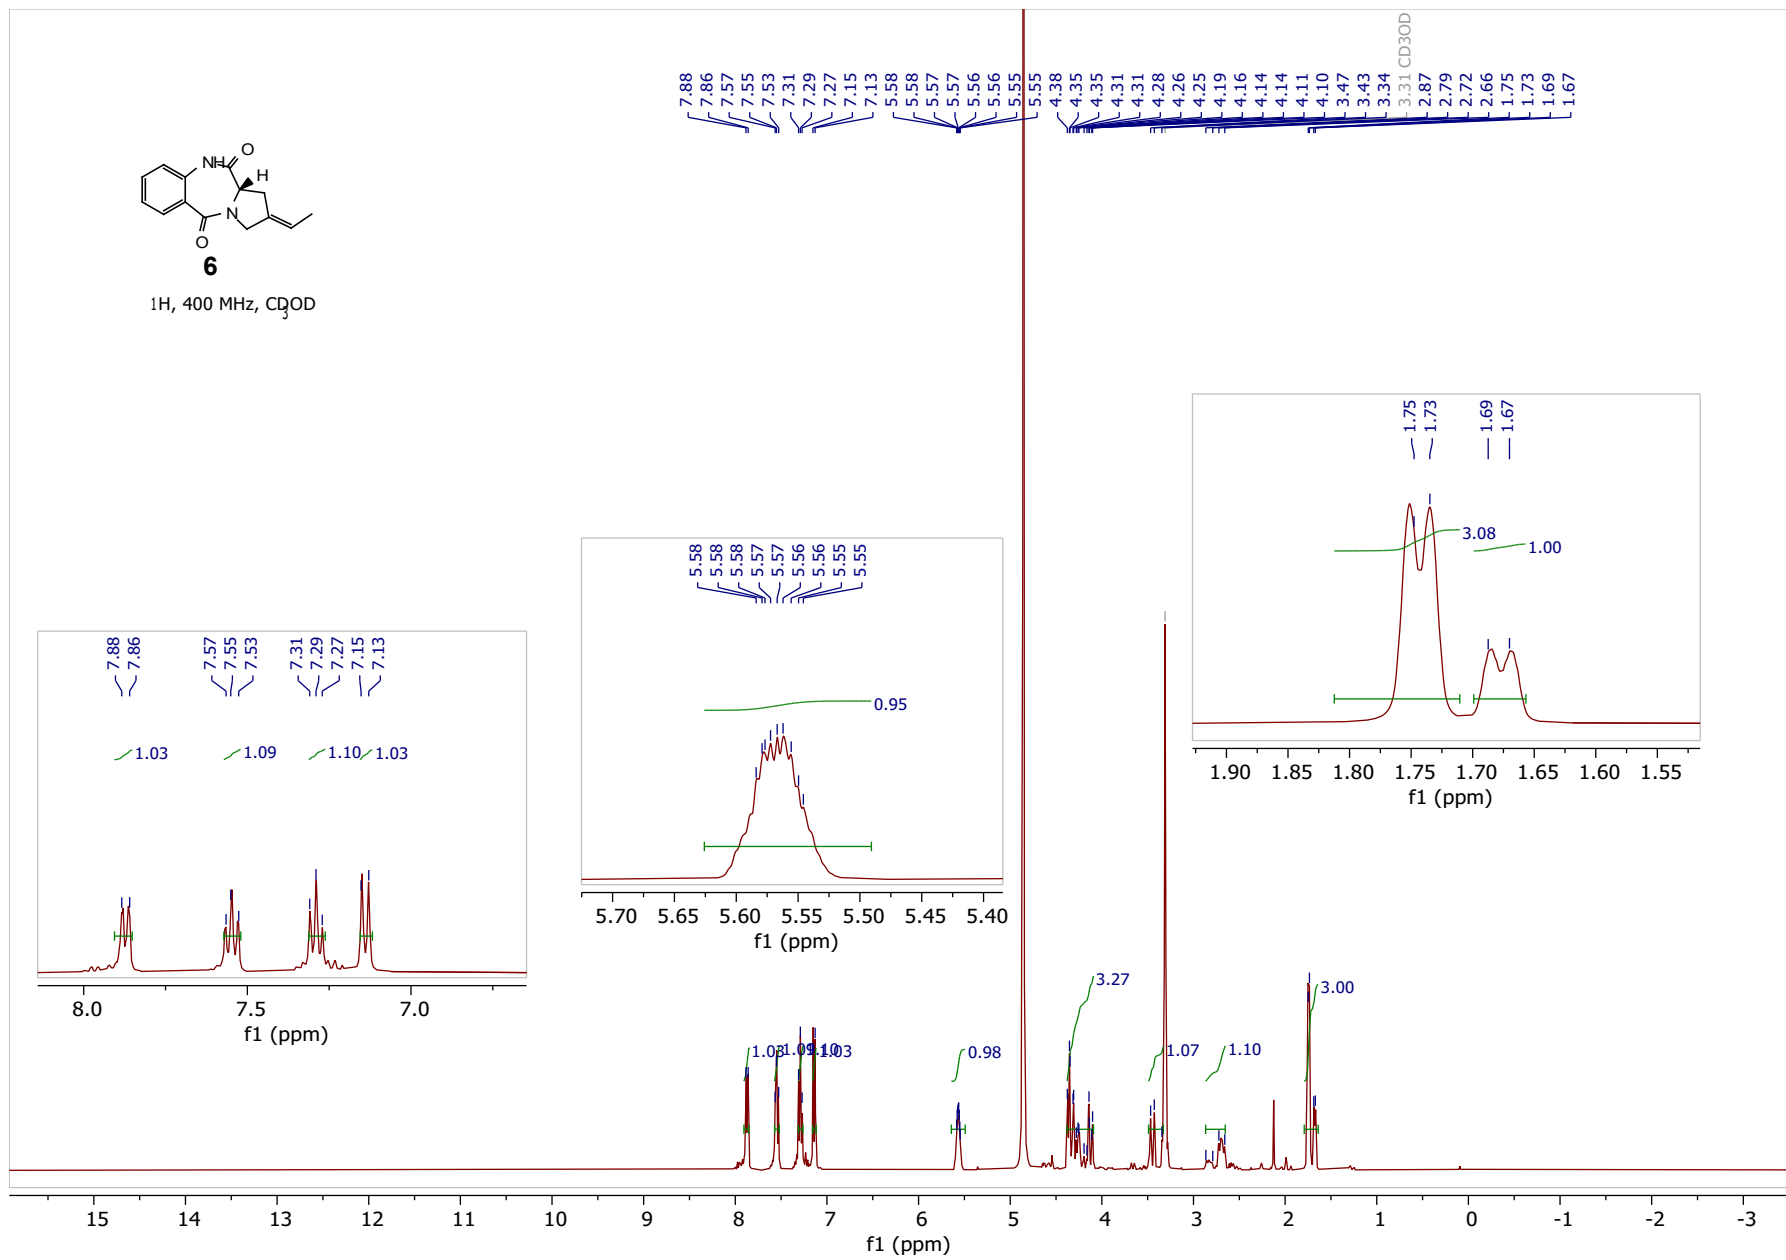 7.88 7.86 7.57 7.55 7.53 7.31 7.29 7.27 7.15 7.13 5.58 5.58 5.57 5.57 5.56 5.56 5.55 5.55 4.38 4.35 4.35 4.31 4.31 4.28 4.26 4.25 4.19 4.16 4.14 4.14 4.11 4.10 3.47 3.43 3.34 3.31 CD3OD 2.87 2.79 2.72 2.66 1.75 1.73 1.69 1.67
NH
O
H
N
O
6
1H, 400 MHz, CD3OD
1.75 1.73 1.69 1.67
3.08
1.00
1.90 1.85 1.80 1.75 1.70 1.65 1.60 1.55
f1 (ppm)
5.58 5.58 5.58 5.57 5.57 5.56 5.56 5.55 5.55
0.95
5.70 5.65 5.60 5.55 5.50 5.45 5.40
f1 (ppm)
7.88 7.86 7.57 7.55 7.53 7.31 7.29 7.27 7.15 7.13
1.03 1.09 1.10 1.03
8.0 7.5 7.0
f1 (ppm)
1.03 1.09 1.10 1.03 0.98 3.27 1.07 1.10 3.00
15 14 13 12 11 10 9 8 7 6 5 4 3 2 1 0 -1 -2 -3
f1 (ppm)